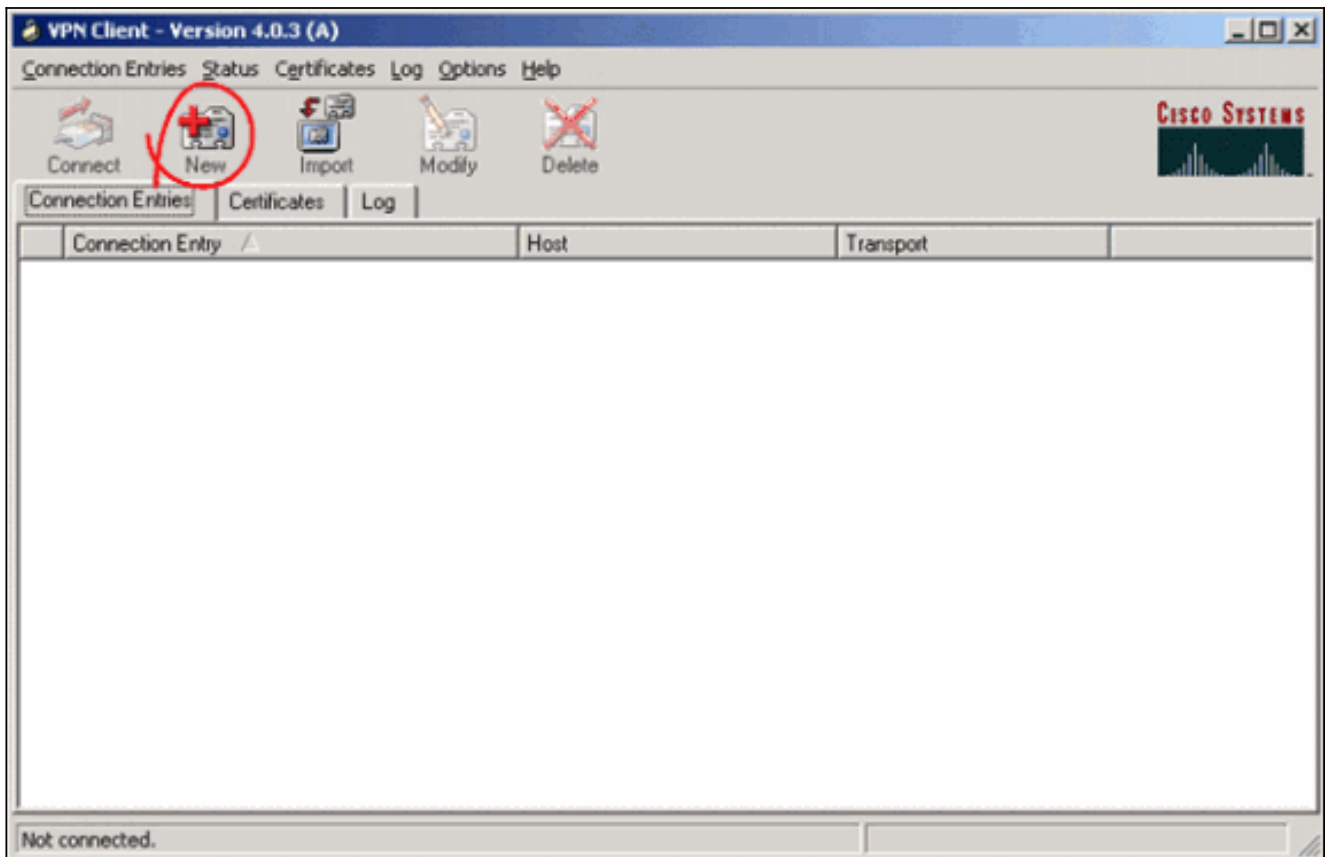 VPN Client - Version 4.0.3 (A)
Connection Entries Status Certificates Log Options Help
Connect New Import Modify Delete
CISCO SYSTEMS
Connection Entries Certificates Log
Connection Entry Host Transport
Not connected.